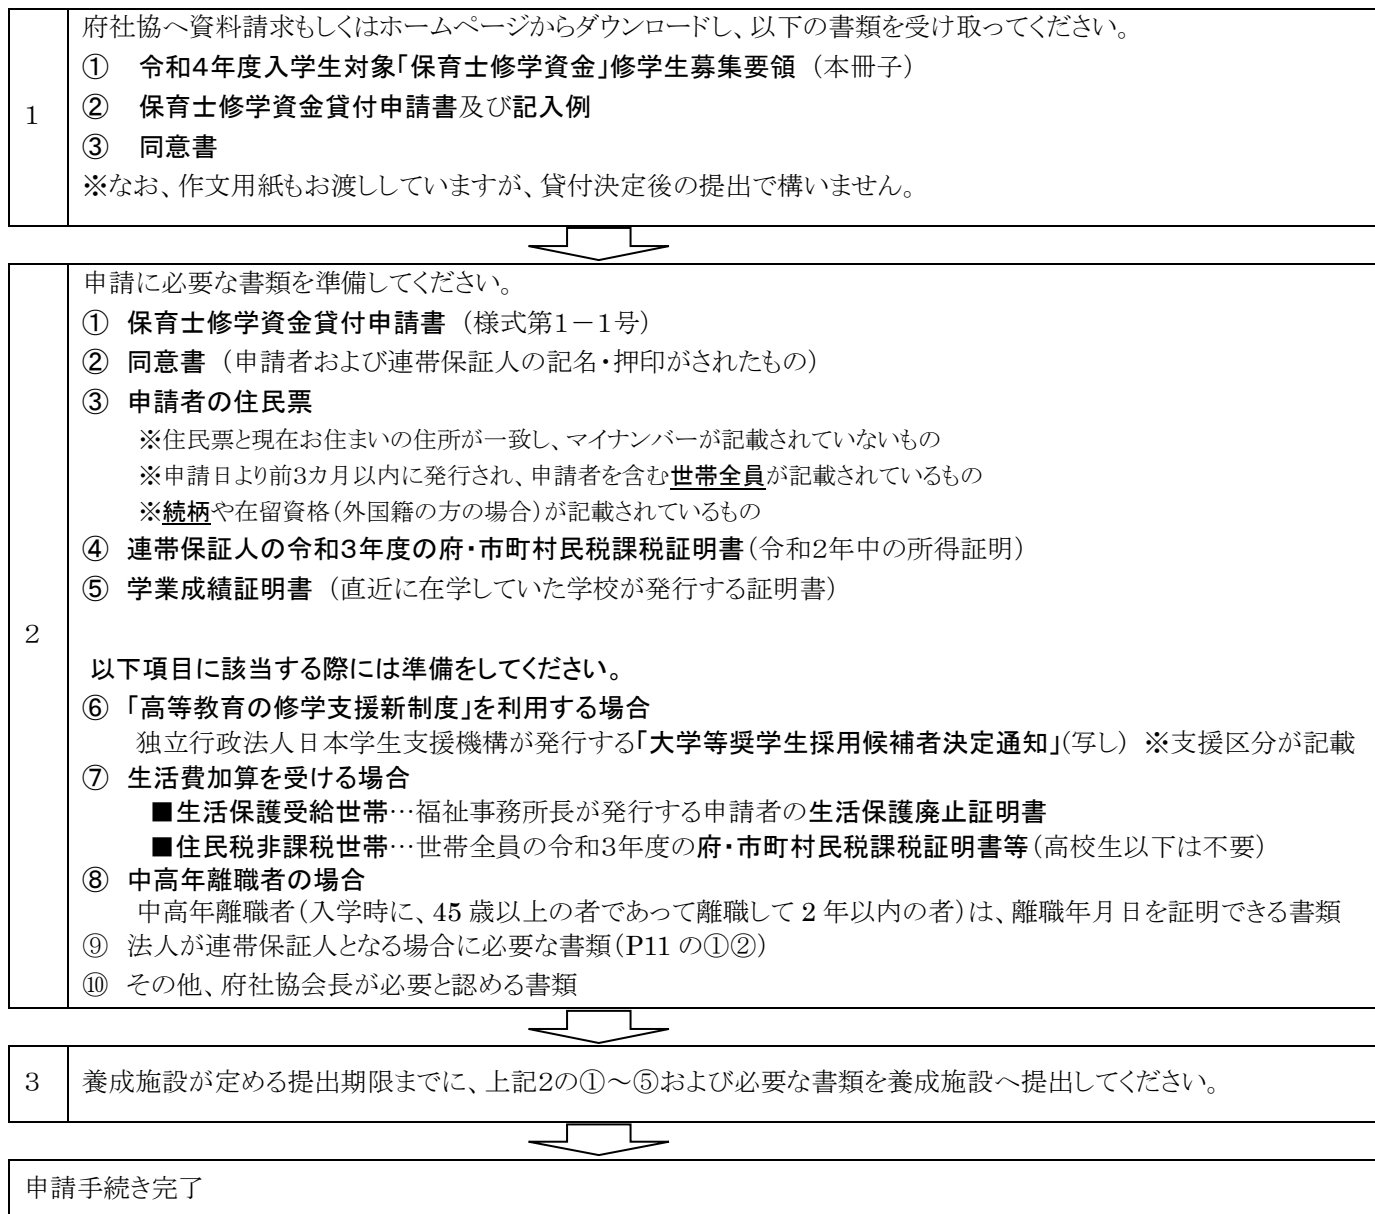 1
府社協へ資料請求もしくはホームページからダウンロードし、以下の書類を受け取ってください。
① 令和4年度入学生対象「保育士修学資金」修学生募集要領 （本冊子）
② 保育士修学資金貸付申請書及び記入例
③ 同意書
※なお、作文用紙もお渡ししていますが、貸付決定後の提出で構いません。
2
申請に必要な書類を準備してください。
① 保育士修学資金貸付申請書 （様式第１－１号）
② 同意書 （申請者および連帯保証人の記名・押印がされたもの）
③ 申請者の住民票
※住民票と現在お住まいの住所が一致し、マイナンバーが記載されていないもの
※申請日より前3カ月以内に発行され、申請者を含む世帯全員が記載されているもの
※続柄や在留資格（外国籍の方の場合）が記載されているもの
④ 連帯保証人の令和３年度の府・市町村民税課税証明書（令和２年中の所得証明）
⑤ 学業成績証明書 （直近に在学していた学校が発行する証明書）
以下項目に該当する際には準備をしてください。
⑥ 「高等教育の修学支援新制度」を利用する場合
独立行政法人日本学生支援機構が発行する「大学等奨学生採用候補者決定通知」（写し） ※支援区分が記載
⑦ 生活費加算を受ける場合
■生活保護受給世帯…福祉事務所長が発行する申請者の生活保護廃止証明書
■住民税非課税世帯…世帯全員の令和３年度の府・市町村民税課税証明書等（高校生以下は不要）
⑧ 中高年離職者の場合
中高年離職者（入学時に、45 歳以上の者であって離職して 2 年以内の者）は、離職年月日を証明できる書類
⑨ 法人が連帯保証人となる場合に必要な書類（P11 の①②）
⑩ その他、府社協会長が必要と認める書類
3
養成施設が定める提出期限までに、上記２の①～⑤および必要な書類を養成施設へ提出してください。
申請手続き完了